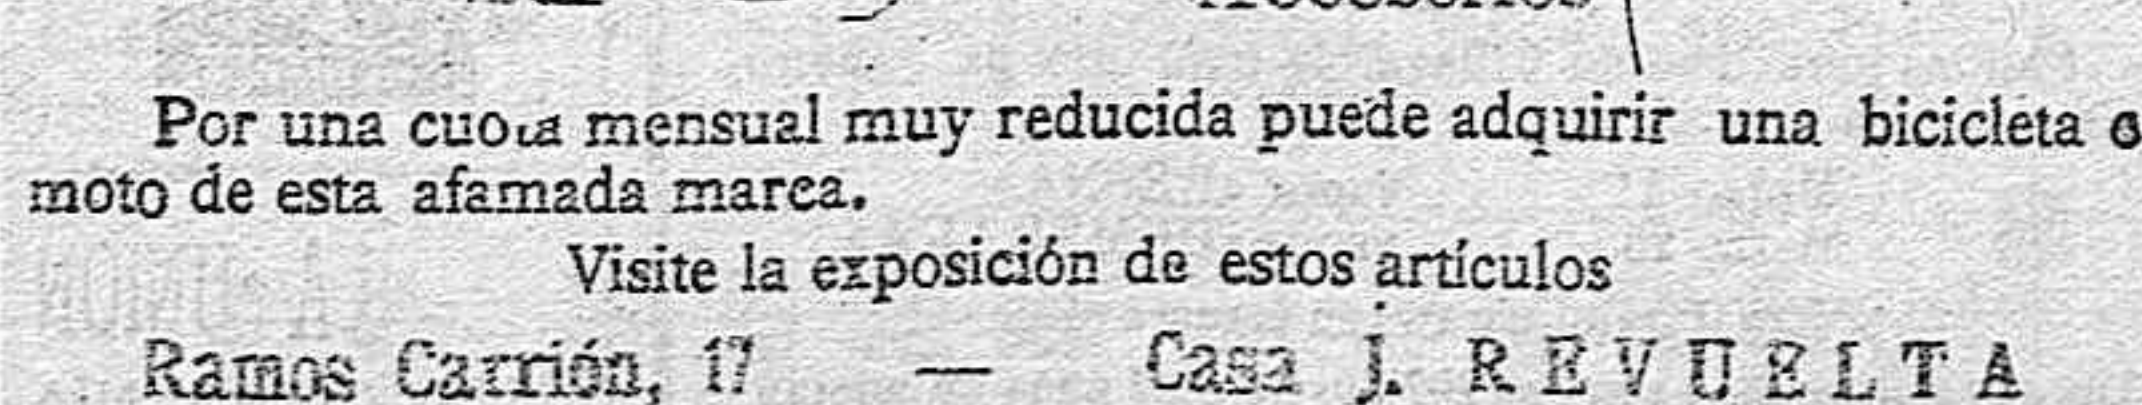 Accesorios
Por una cuota mensual muy reducida puede adquirir una bicicleta o
moto de esta afamada marca.
Visite la exposición de estos artículos
Ramos Carrión, 17 — Casa J. REVUELTA